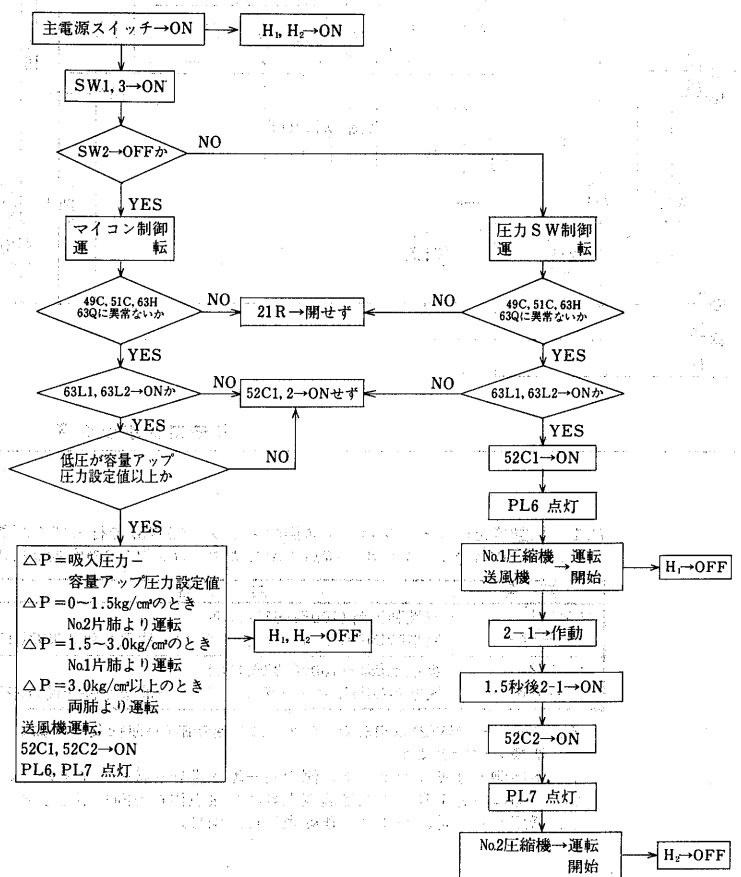 主電源スイッチ→ON
H₁, H₂→ON
SW1, 3→ON
SW2→OFFか
NO
YES
マイコン制御
運 転
圧力SW制御
運 転
49C, 51C, 63H
63Qに異常ないか
NO
21R→開せず
NO
49C, 51C, 63H
63Qに異常ないか
YES
YES
63L1, 63L2→ONか
NO
52C1, 2→ONせず
NO
63L1, 63L2→ONか
YES
YES
低圧が容量アップ
圧力設定値以上か
NO
52C1→ON
YES
PL6 点灯
△P=吸入圧力−
容量アップ圧力設定値
△P=0~1.5kg/cm²のとき
No.2片肺より運転
△P=1.5~3.0kg/cm²のとき
No.1片肺より運転
△P=3.0kg/cm²以上のとき
両肺より運転
送風機運転,
52C1, 52C2→ON
PL6, PL7 点灯
H₁, H₂→OFF
No.1圧縮機→運転
送風機 開始
H₁→OFF
2−1→作動
1.5秒後2-1→ON
52C2→ON
PL7 点灯
No.2圧縮機→運転
開始
H₂→OFF